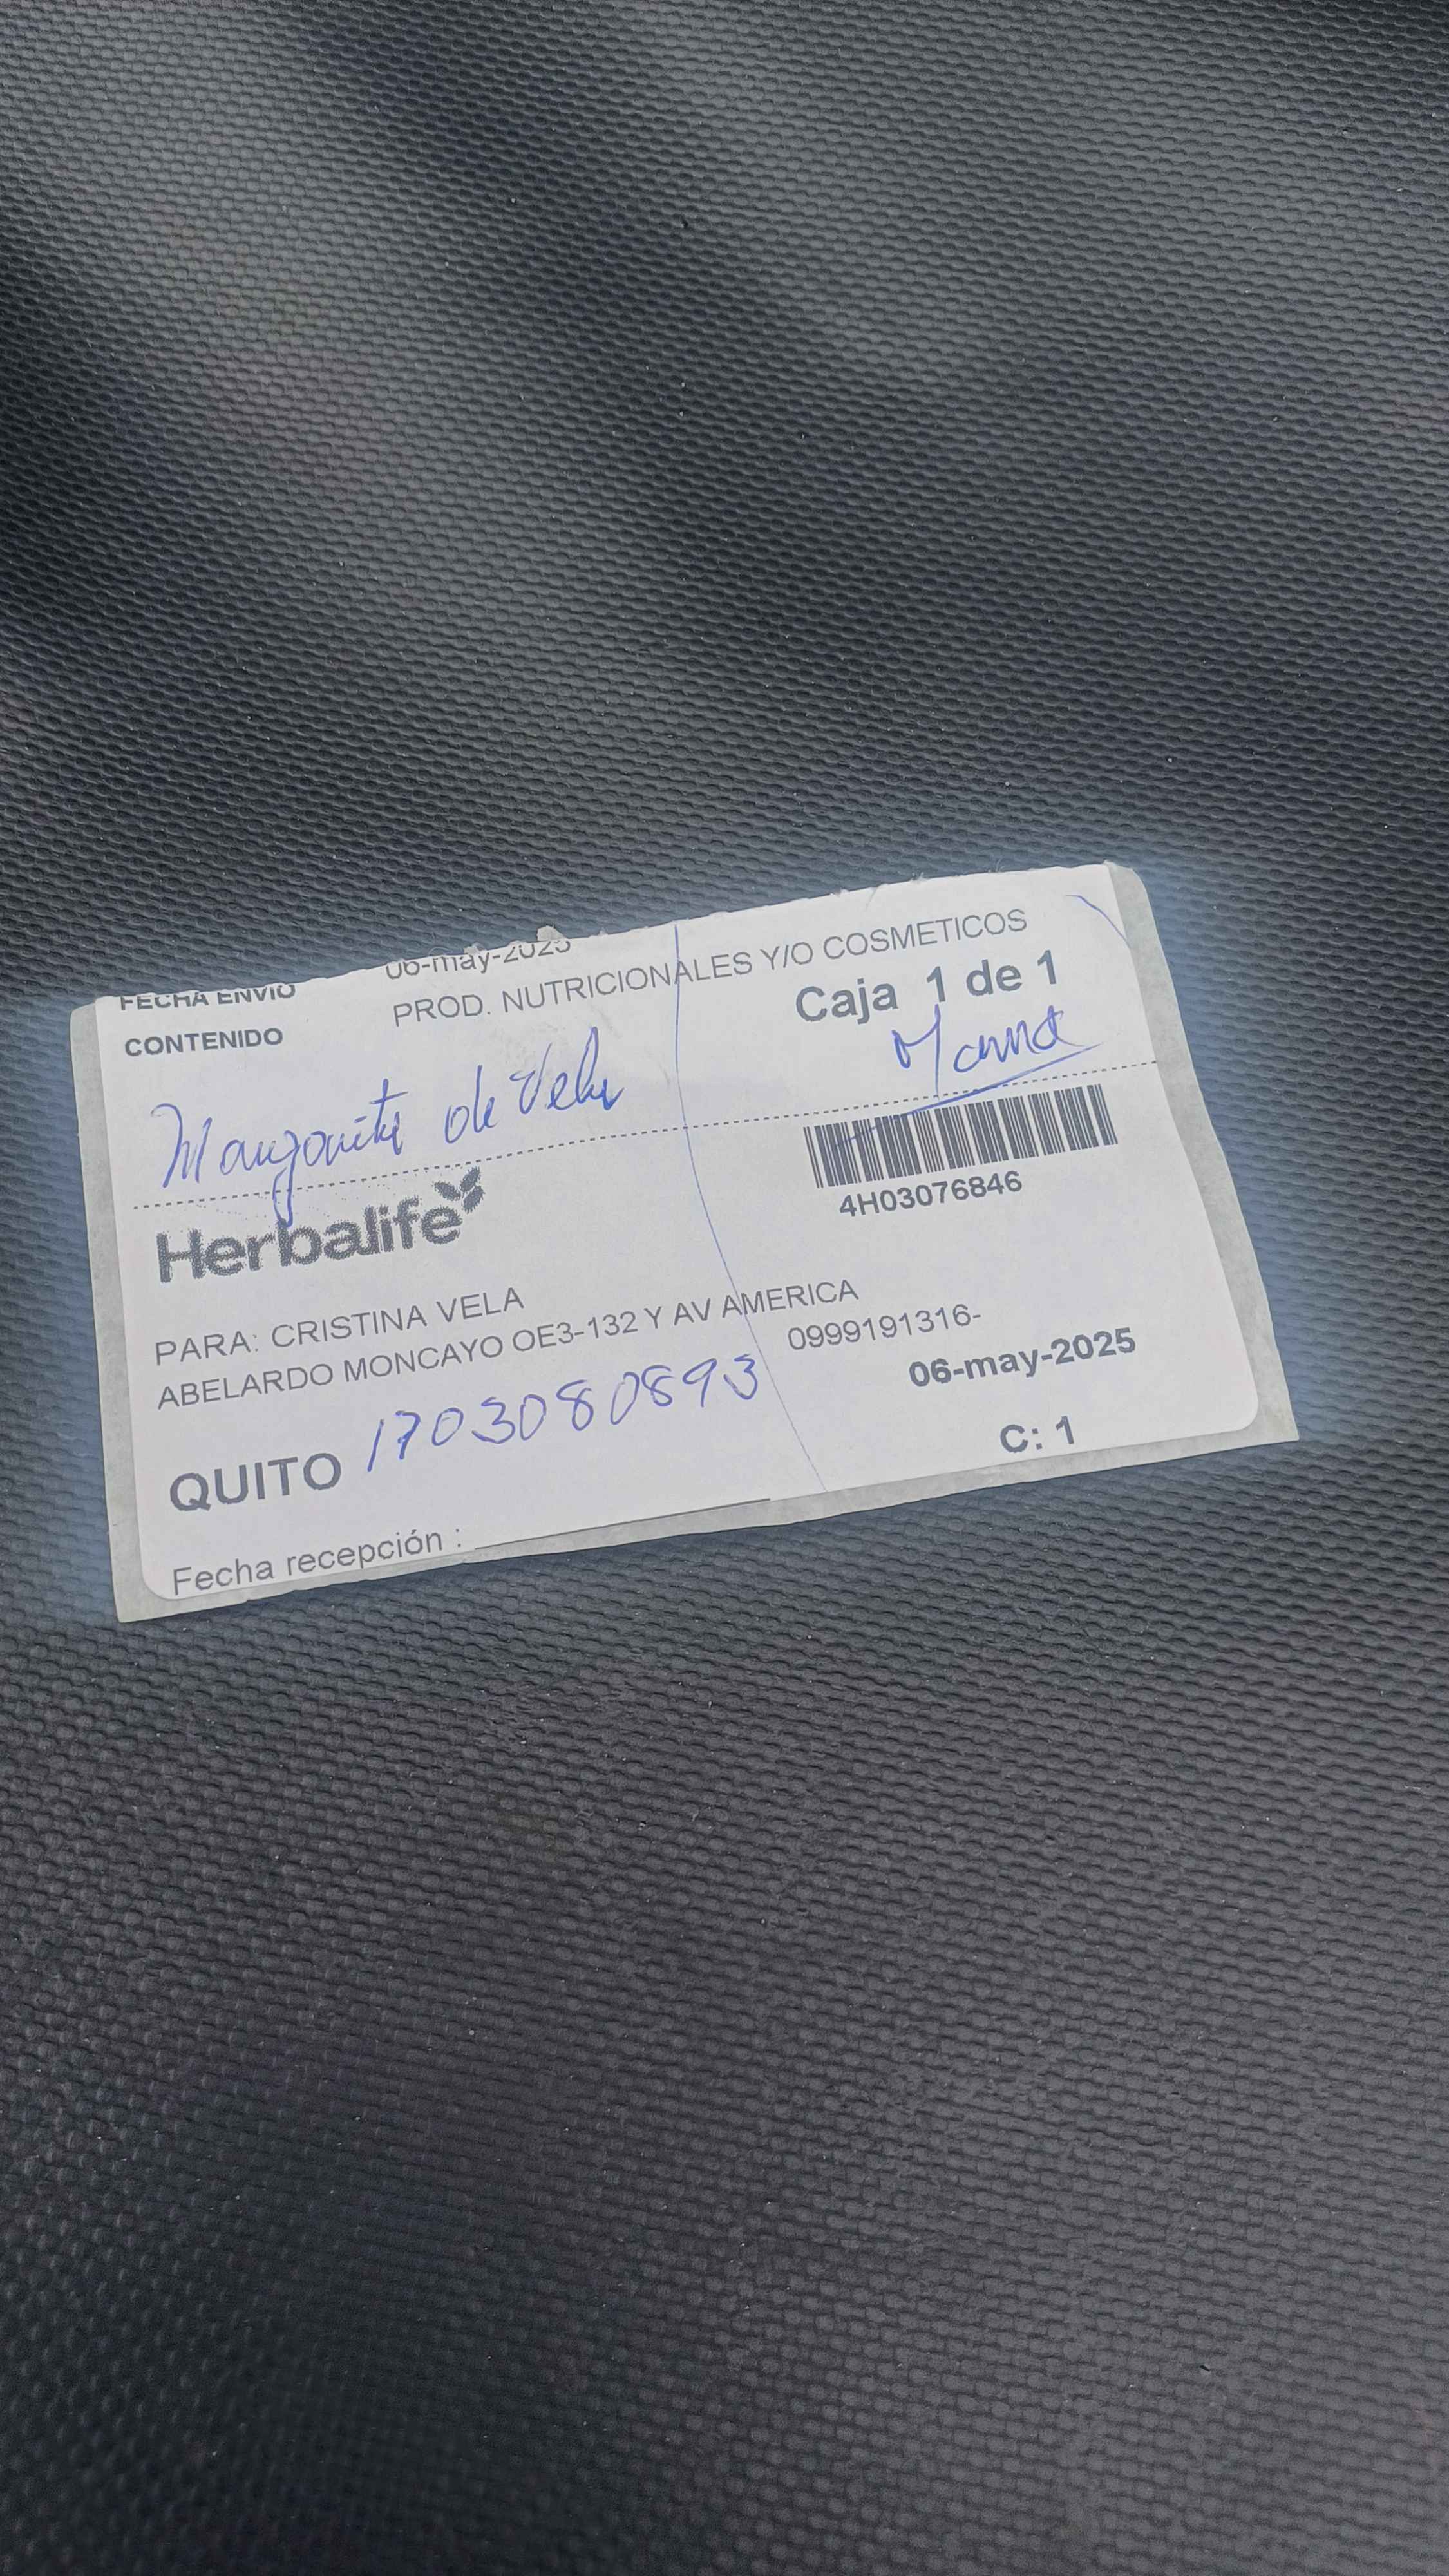 FECHA ENVIO 06-may-2025
CONTENIDO PROD. NUTRICIONALES Y/O COSMETICOS
Caja 1 de 1
Margarita de Vela Mamá
Herbalife
4H03076846
PARA: CRISTINA VELA
ABELARDO MONCAYO OE3-132 Y AV AMERICA
0999191316-
QUITO 1703080893 06-may-2025
C: 1
Fecha recepción :